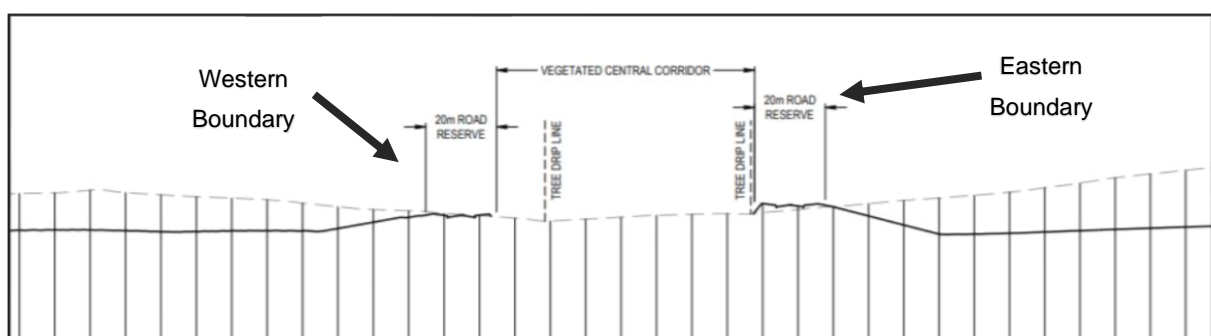 Western
Boundary
VEGETATED CENTRAL CORRIDOR
Eastern
Boundary
20m ROAD
RESERVE
TREE DRIP LINE
TREE DRIP LINE
20m ROAD
RESERVE